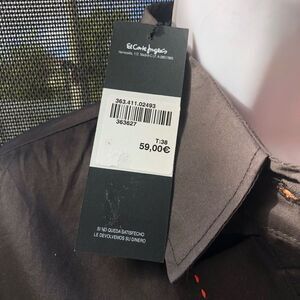 El Corte Inglés
363.411.02493
363627
T:38
59,00€
SI NO QUEDA SATISFECHO
LE DEVOLVEMOS SU DINERO